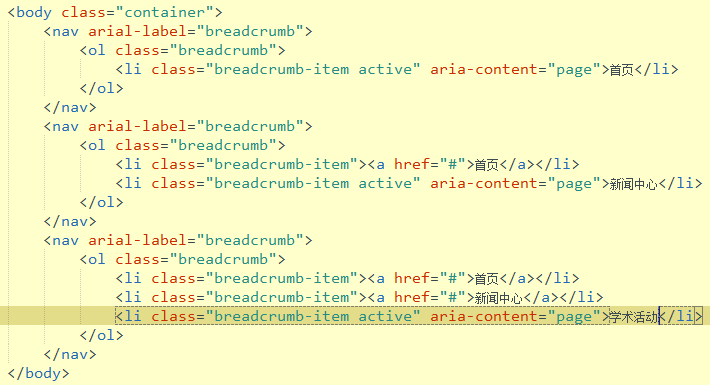 <body class="container">
    <nav arial-label="breadcrumb">
        <ol class="breadcrumb">
            <li class="breadcrumb-item active" aria-content="page">首页</li>
        </ol>
    </nav>
    <nav arial-label="breadcrumb">
        <ol class="breadcrumb">
            <li class="breadcrumb-item"><a href="#">首页</a></li>
            <li class="breadcrumb-item active" aria-content="page">新闻中心</li>
        </ol>
    </nav>
    <nav arial-label="breadcrumb">
        <ol class="breadcrumb">
            <li class="breadcrumb-item"><a href="#">首页</a></li>
            <li class="breadcrumb-item"><a href="#">新闻中心</a></li>
            <li class="breadcrumb-item active" aria-content="page">学术活动</li>
        </ol>
    </nav>
</body>